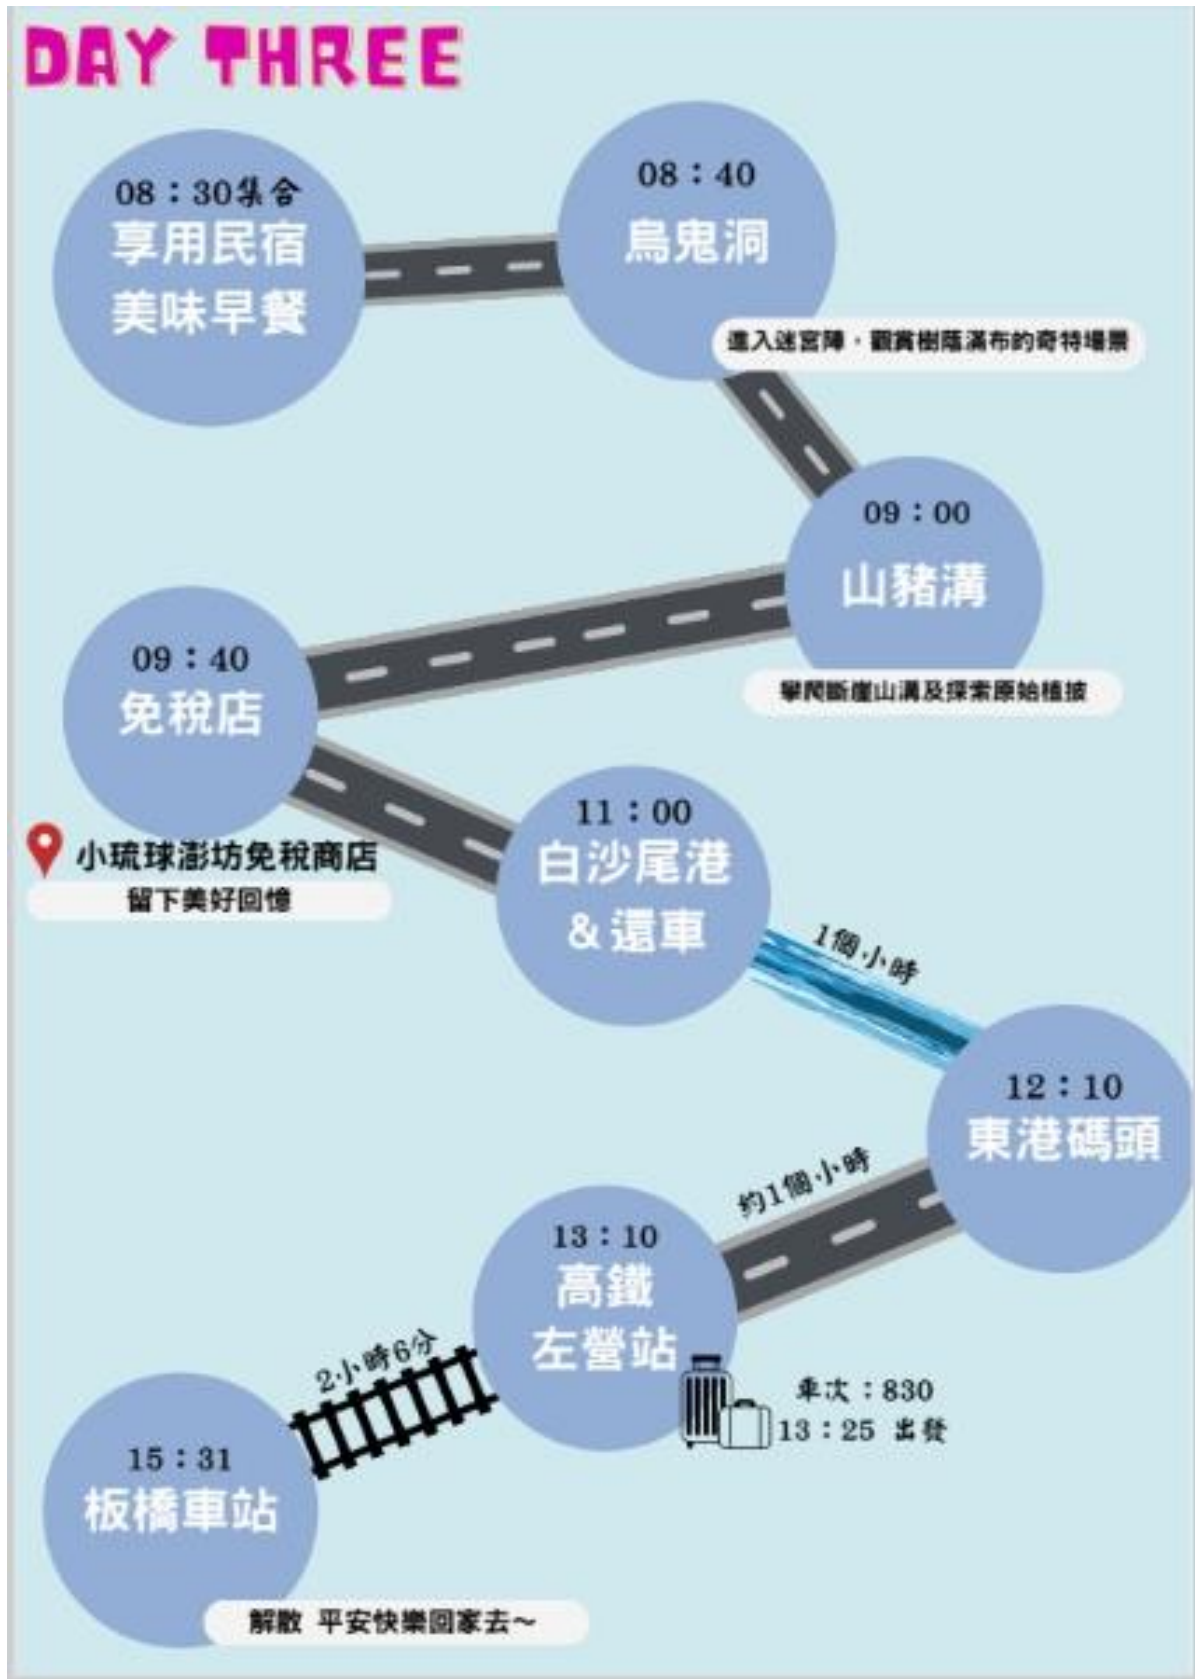 DAY THREE
08：30集合
享用民宿
美味早餐
08：40
烏鬼洞
進入迷宮陣，觀賞樹蔭滿布的奇特場景
09：00
山豬溝
攀爬斷崖山溝及探索原始植披
09：40
免稅店
小琉球澎坊免稅商店
留下美好回憶
11：00
白沙尾港
&還車
1個小時
12：10
東港碼頭
約1個小時
13：10
高鐵
左營站
車次：830
13：25 出發
2小時6分
15：31
板橋車站
解散 平安快樂回家去～